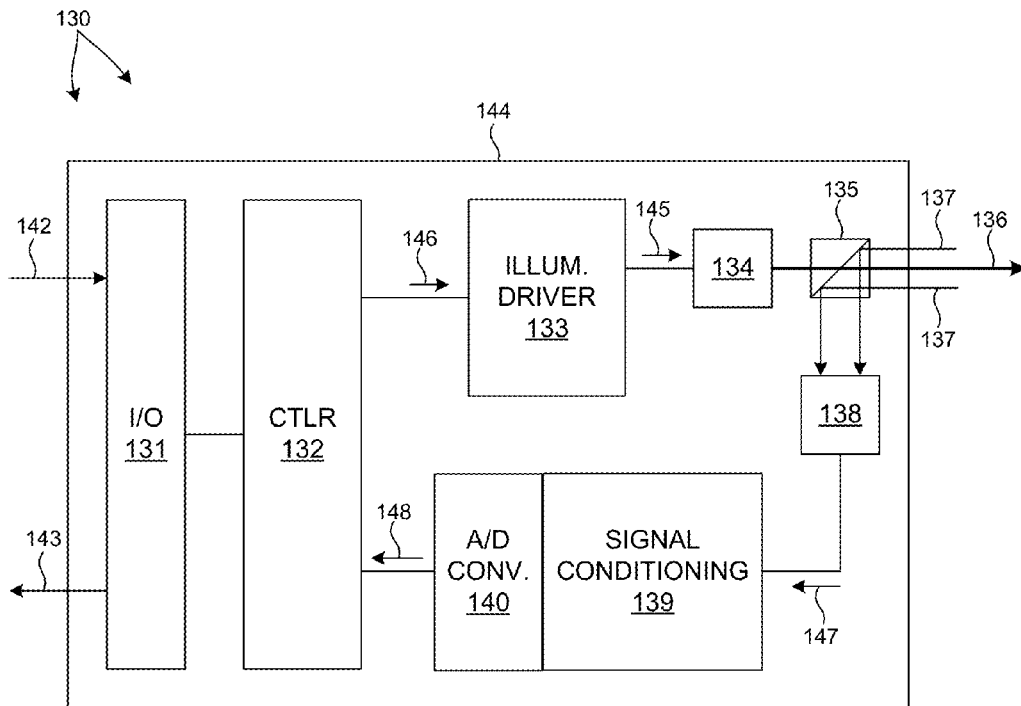 130
144
142
146
145
135
137
136
ILLUM.
DRIVER
133
134
137
I/O
131
CTLR
132
138
143
148
A/D
CONV.
140
SIGNAL
CONDITIONING
139
147